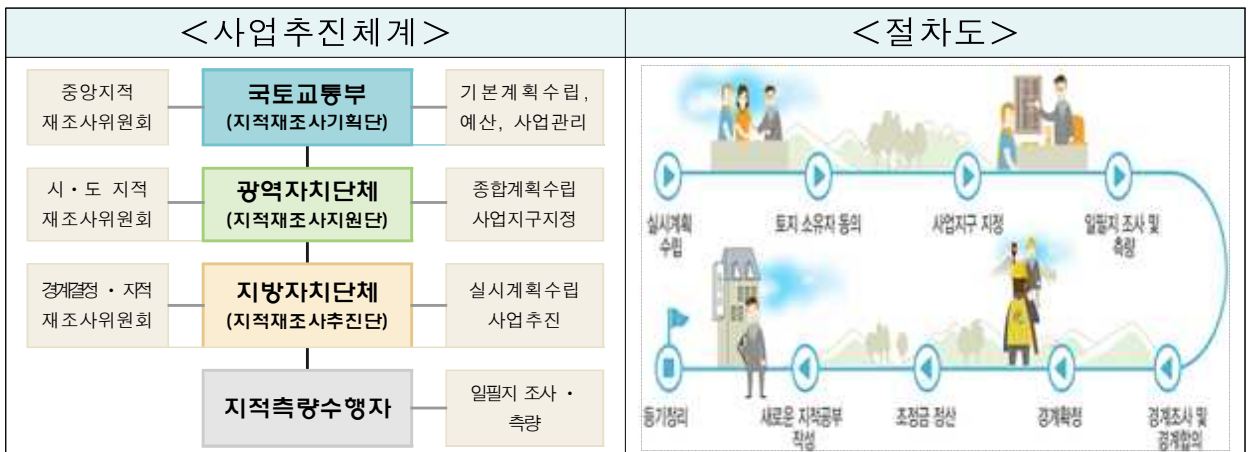 <사업추진체계>
중앙지적
재조사위원회
국토교통부
(지적재조사기획단)
기본계획수립,
예산, 사업관리
시·도 지적
재조사위원회
광역자치단체
(지적재조사지원단)
종합계획수립
사업지구지정
경계결정·지적
재조사위원회
지방자치단체
(지적재조사추진단)
실시계획수립
사업추진
지적측량수행자
일필지 조사·
측량
<절차도>
실시계획
수립
토지 소유자 동의
사업지구 지정
일필지 조사 및
측량
등기정리
새로운 지적공부
작성
조정금 정산
경계확정
경계조사 및
경계합의